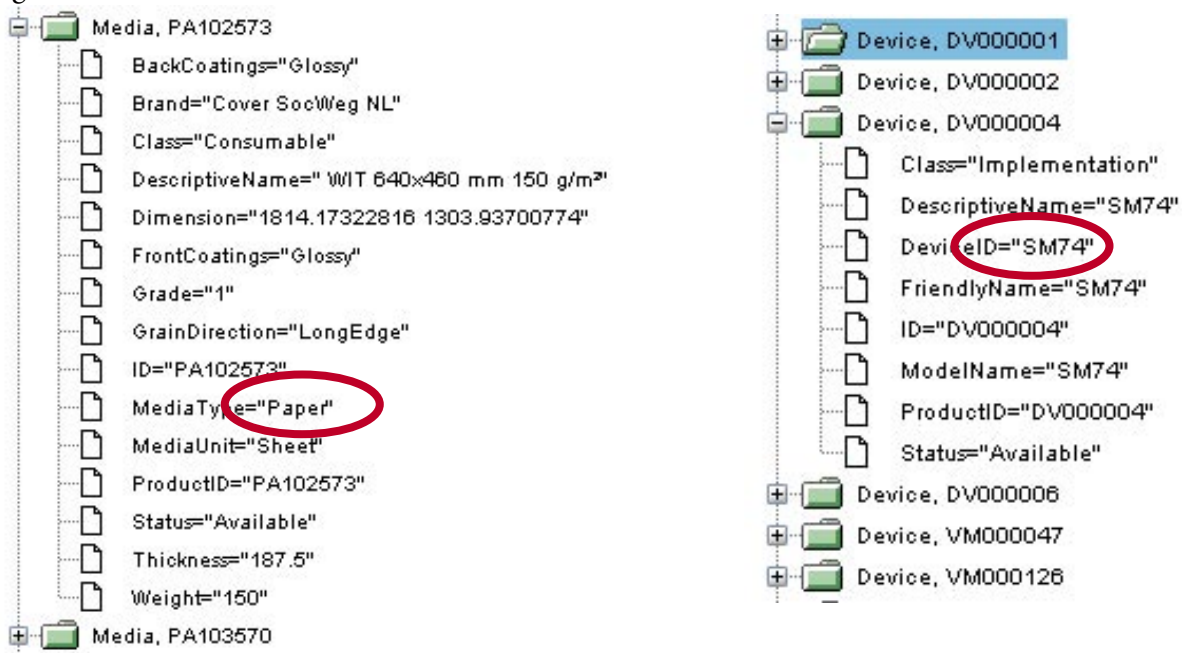 Media, PA102573
BackCoatings="Glossy"
Brand="Cover SocWeg NL"
Class="Consumable"
DescriptiveName=" WIT 640x460 mm 150 g/m²"
Dimension="1814.17322816 1303.93700774"
FrontCoatings="Glossy"
Grade="1"
GrainDirection="LongEdge"
ID="PA102573"
MediaType="Paper"
MediaUnit="Sheet"
ProductID="PA102573"
Status="Available"
Thickness="187.5"
Weight="150"
Media, PA103570
Device, DV000001
Device, DV000002
Device, DV000004
Class="Implementation"
DescriptiveName="SM74"
DeviceID="SM74"
FriendlyName="SM74"
ID="DV000004"
ModelName="SM74"
ProductID="DV000004"
Status="Available"
Device, DV000006
Device, VM000047
Device, VM000126